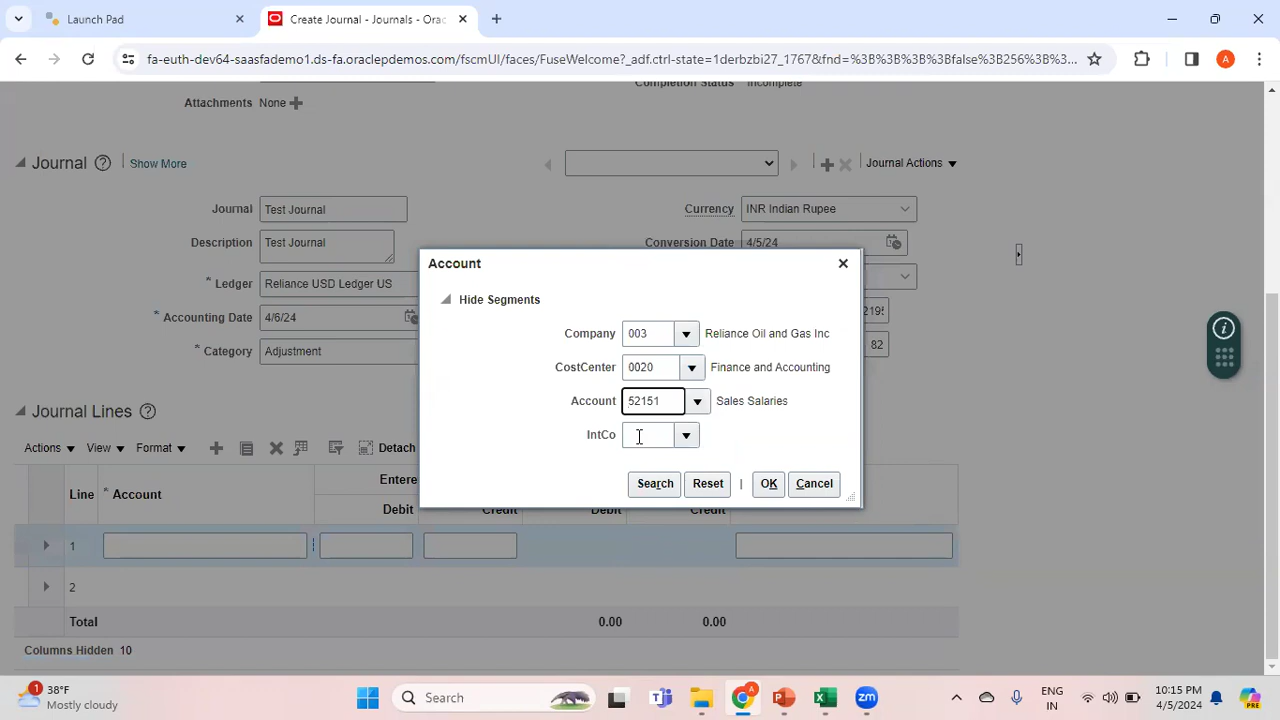 Launch Pad
Create Journal - Journals - Orac
fa-euth-dev64-saasfademo1.ds-fa.oraclepdemos.com/fscmUI/faces/FuseWelcome?_adf.ctrl-state=1derbzbi27_1767&fnd=%3B%3B%3B%3Bfalse%3B256%3B%3...
A
Attachments None
Completion Status Incomplete
Journal Show More
Journal Actions
Journal Test Journal
Currency INR Indian Rupee
Description Test Journal
Conversion Date 4/5/24
* Ledger Reliance USD Ledger US
* Accounting Date 4/6/24
* Category Adjustment
82
Account
Hide Segments
Company 003 Reliance Oil and Gas Inc
CostCenter 0020 Finance and Accounting
Account 52151 Sales Salaries
IntCo
Search Reset | OK Cancel
Journal Lines
Actions View Format Freeze Detach
Line * Account
Entere
Debit Credit Debit Credit
1
2
Total 0.00 0.00
Columns Hidden 10
1
38°F
Mostly cloudy
Search
ENG
IN
10:15 PM
4/5/2024
PRE